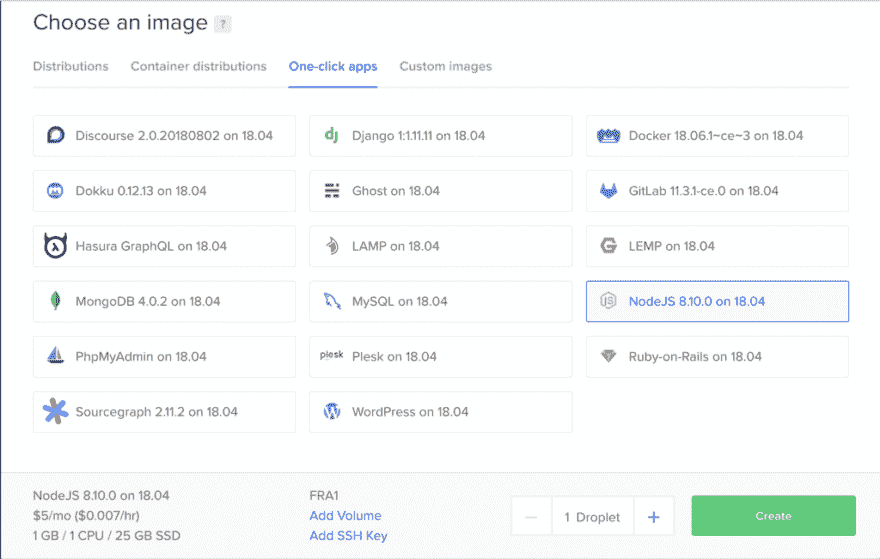 Choose an image ?
Distributions Container distributions One-click apps Custom images
Discourse 2.0.20180802 on 18.04 dj Django 1:1.11.11 on 18.04 Docker 18.06.1~ce~3 on 18.04
Dokku 0.12.13 on 18.04 Ghost on 18.04 GitLab 11.3.1-ce.0 on 18.04
Hasura GraphQL on 18.04 LAMP on 18.04 LEMP on 18.04
MongoDB 4.0.2 on 18.04 MySQL on 18.04 JS NodeJS 8.10.0 on 18.04
PhpMyAdmin on 18.04 plesk Plesk on 18.04 Ruby-on-Rails on 18.04
Sourcegraph 2.11.2 on 18.04 WordPress on 18.04
NodeJS 8.10.0 on 18.04 FRA1
$5/mo ($0.007/hr) Add Volume 1 Droplet + Create
1 GB / 1 CPU / 25 GB SSD Add SSH Key